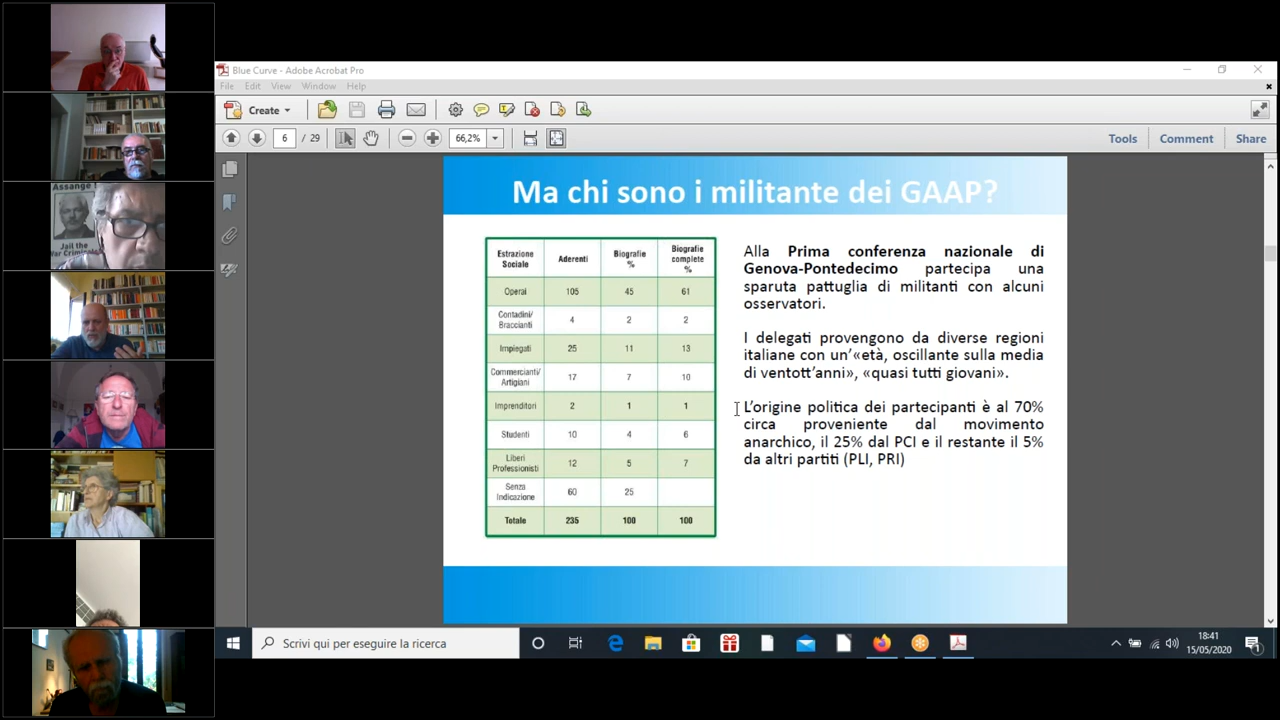 Assange !
Jail the
War Criminals
Blue Curve - Adobe Acrobat Pro
File Edit View Window Help
Create
6 / 29
66,2%
Tools Comment Share
Ma chi sono i militante dei GAAP?
Estrazione Sociale Aderenti Biografie % Biografie complete %
Operai 105 45 61
Contadini/ Braccianti 4 2 2
Impiegati 25 11 13
Commercianti/ Artigiani 17 7 10
Imprenditori 2 1 1
Studenti 10 4 6
Liberi Professionisti 12 5 7
Senza Indicazione 60 25
Totale 235 100 100
Alla Prima conferenza nazionale di
Genova-Pontedecimo partecipa una
sparuta pattuglia di militanti con alcuni
osservatori.
I delegati provengono da diverse regioni
italiane con un’«età, oscillante sulla media
di ventott’anni», «quasi tutti giovani».
L’origine politica dei partecipanti è al 70%
circa proveniente dal movimento
anarchico, il 25% dal PCI e il restante il 5%
da altri partiti (PLI, PRI)
Scrivi qui per eseguire la ricerca
18:41
15/05/2020